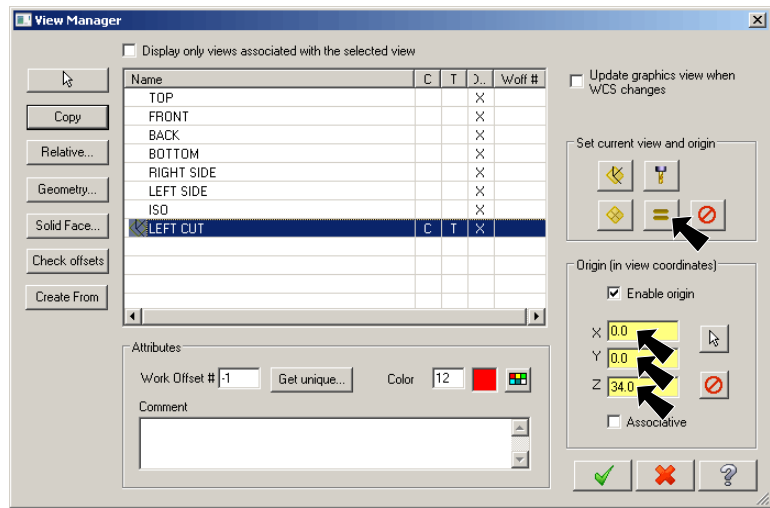 View Manager
Display only views associated with the selected view
Name C T D.. Woff #
TOP X
FRONT X
BACK X
BOTTOM X
RIGHT SIDE X
LEFT SIDE X
ISO X
LEFT CUT C T X
Copy
Relative...
Geometry...
Solid Face...
Check offsets
Create From
Update graphics view when
WCS changes
Set current view and origin
Origin (in view coordinates)
Enable origin
X 0.0
Y 0.0
Z 34.0
Associative
Attributes
Work Offset # -1 Get unique... Color 12
Comment